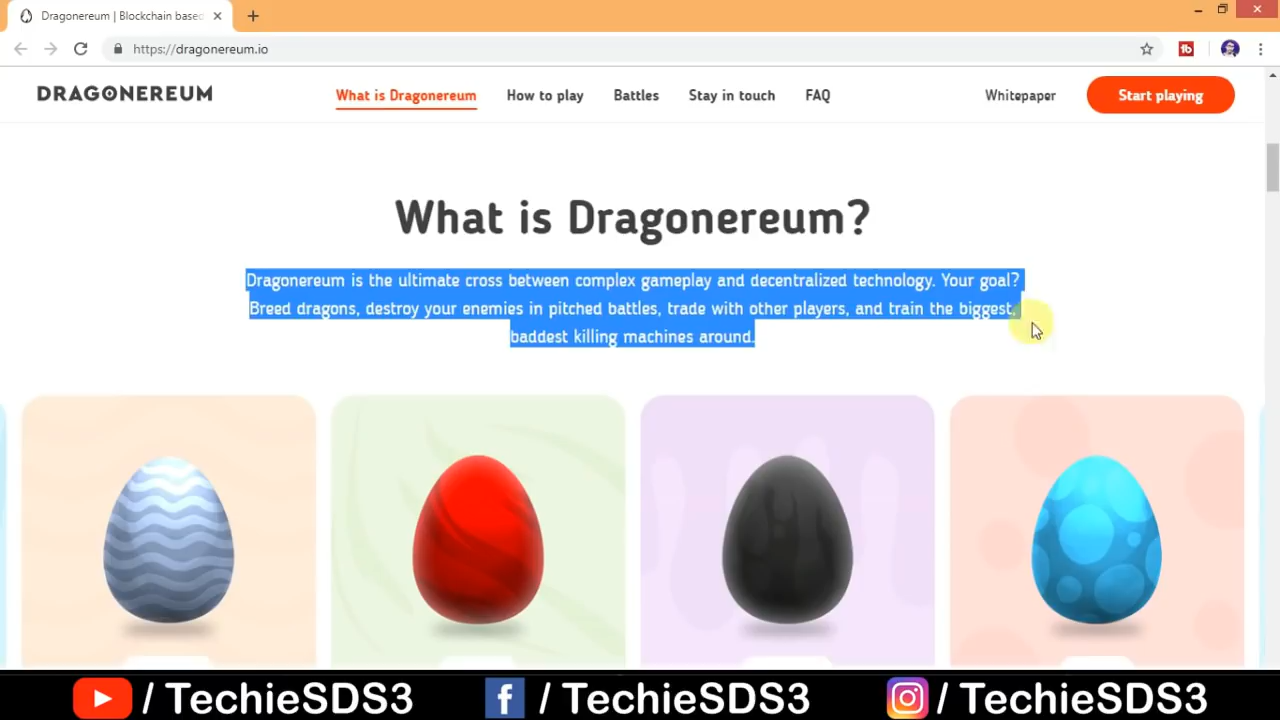 Dragonereum | Blockchain based
https://dragonereum.io
DRAGONEREUM
What is Dragonereum
How to play
Battles
Stay in touch
FAQ
Whitepaper
Start playing
What is Dragonereum?
Dragonereum is the ultimate cross between complex gameplay and decentralized technology. Your goal?
Breed dragons, destroy your enemies in pitched battles, trade with other players, and train the biggest,
baddest killing machines around.
/ TechieSDS3
f / TechieSDS3
/ TechieSDS3